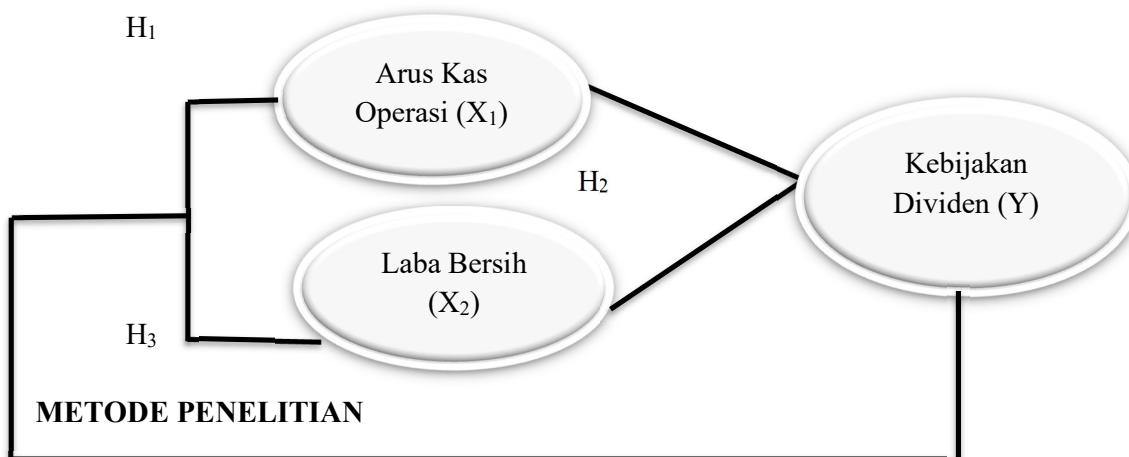 H₁
Arus Kas
Operasi (X₁)
H₂
Kebijakan
Dividen (Y)
Laba Bersih
(X₂)
H₃
METODE PENELITIAN